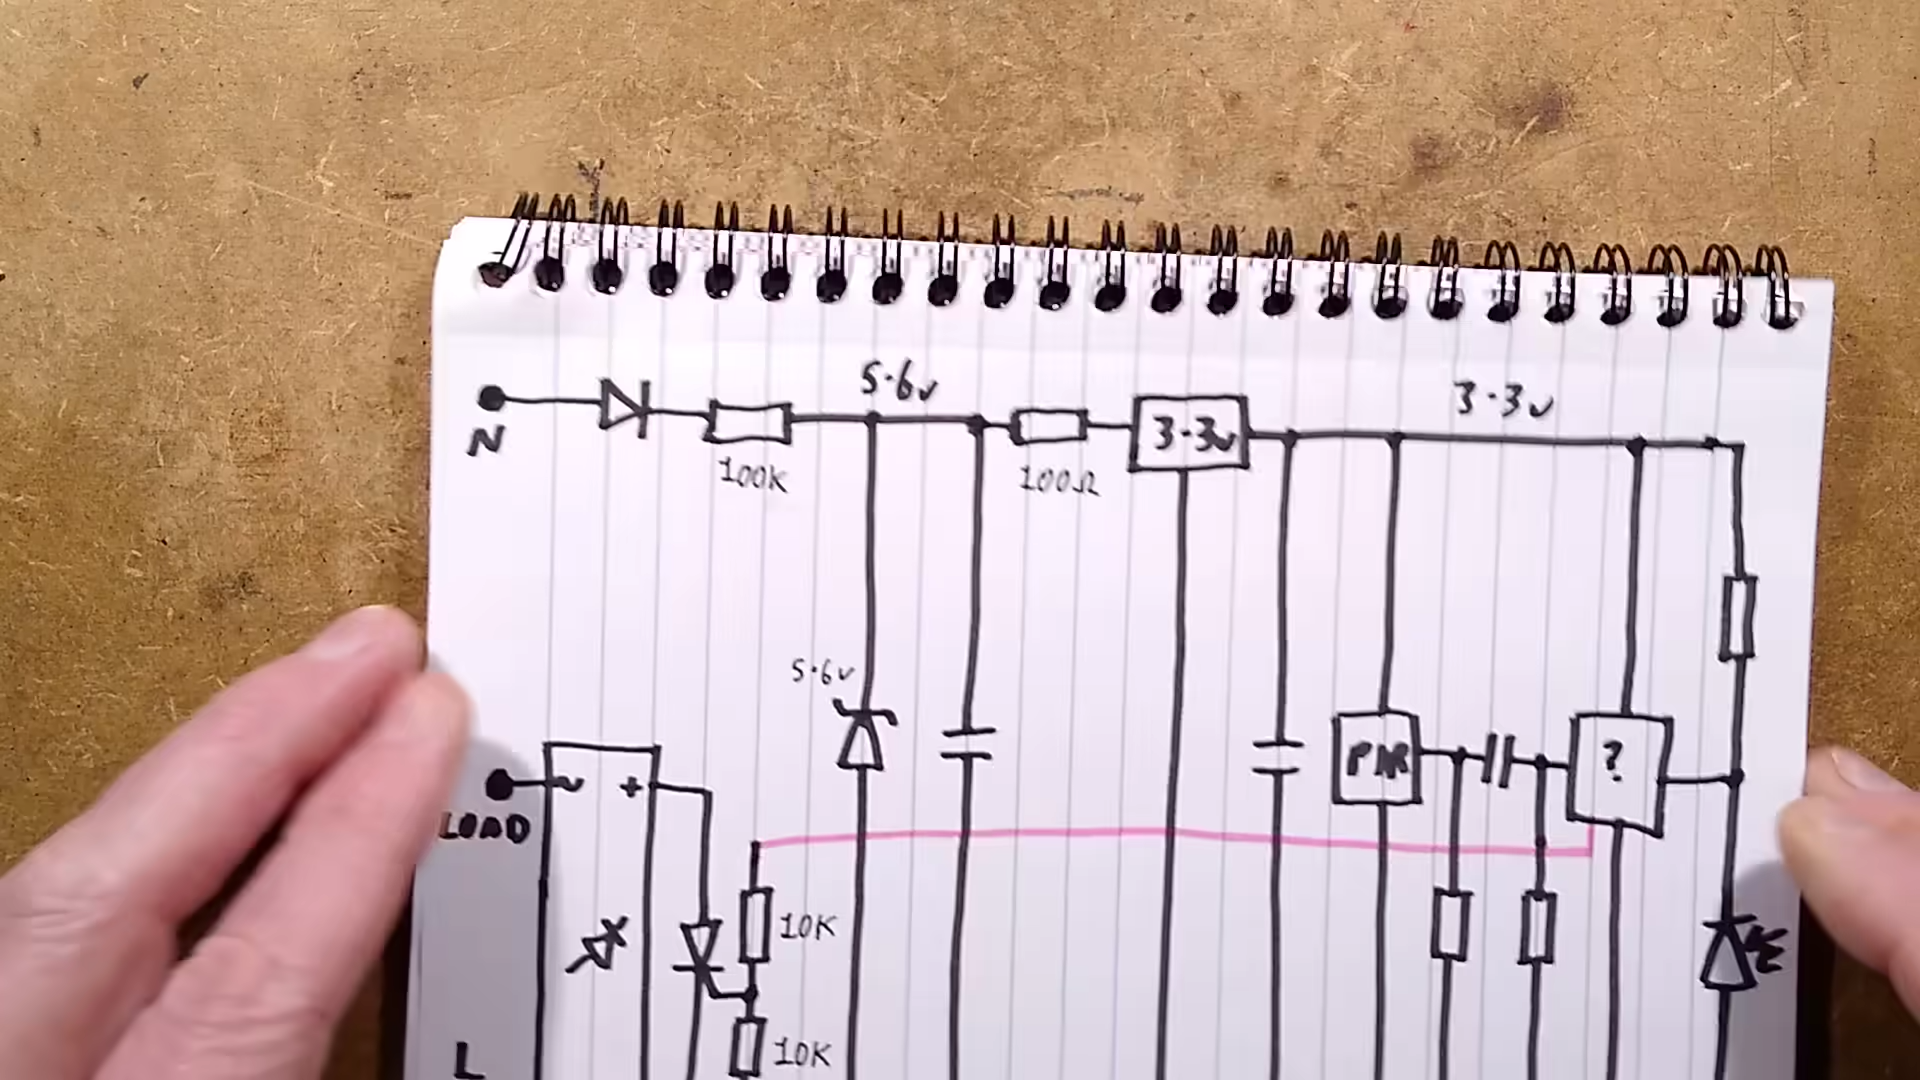 5.6v
3.3v
N
3.3v
100K
100Ω
5.6v
PIR
?
~
+
LOAD
10K
10K
L